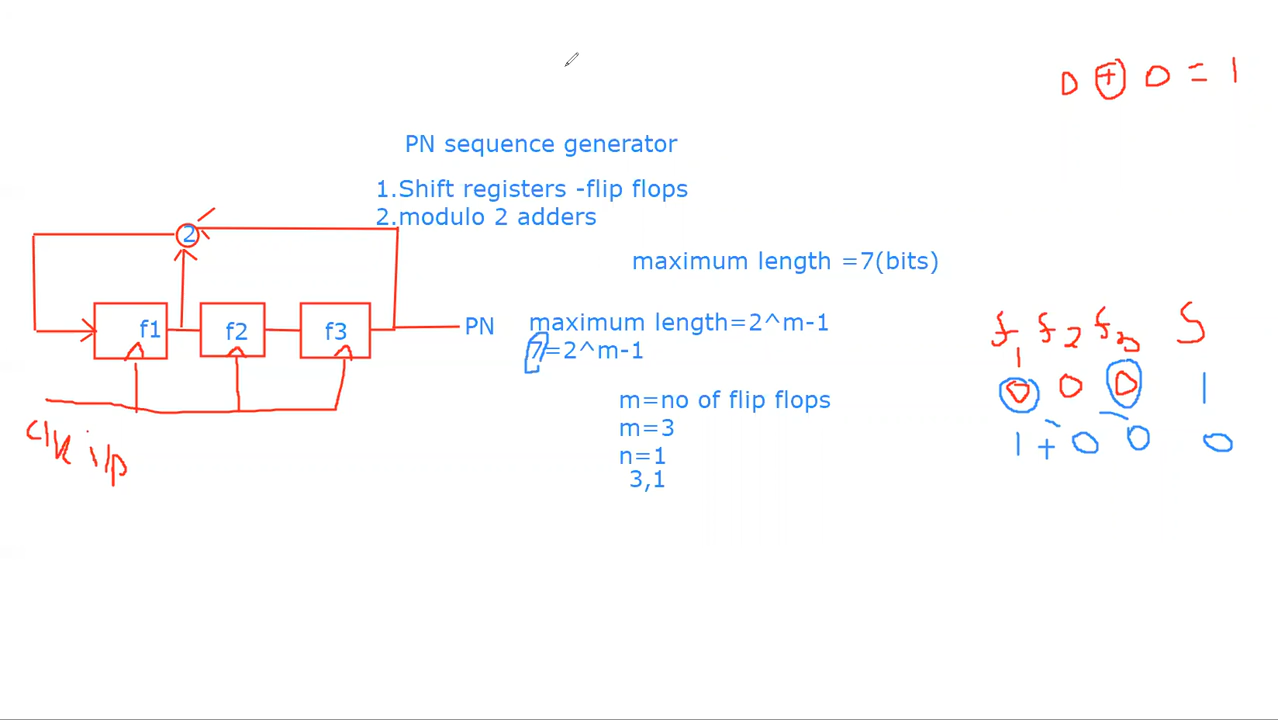 0 + 0 = 1
PN sequence generator
1.Shift registers -flip flops
2.modulo 2 adders
2
maximum length =7(bits)
f1 f2 f3 PN
maximum length=2^m-1
7=2^m-1
f1 f2 f3 S
0 0 0 1
1 + 0 0 0
m=no of flip flops
m=3
n=1
3,1
clk i/p